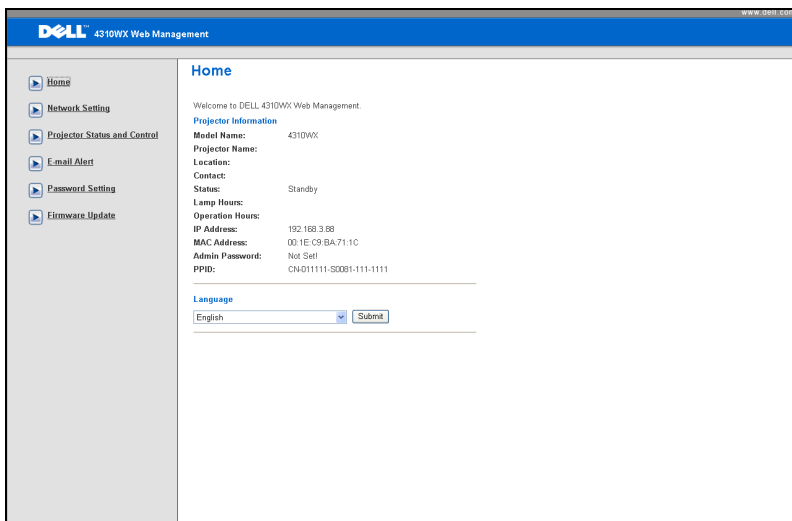 www.dell.com
DELL™ 4310WX Web Management
Home
Network Setting
Projector Status and Control
E-mail Alert
Password Setting
Firmware Update
Home
Welcome to DELL 4310WX Web Management.
Projector Information
Model Name: 4310WX
Projector Name:
Location:
Contact:
Status: Standby
Lamp Hours:
Operation Hours:
IP Address: 192.168.3.88
MAC Address: 00:1E:C9:BA:71:1C
Admin Password: Not Set!
PPID: CN-011111-S0081-111-1111
Language
English Submit